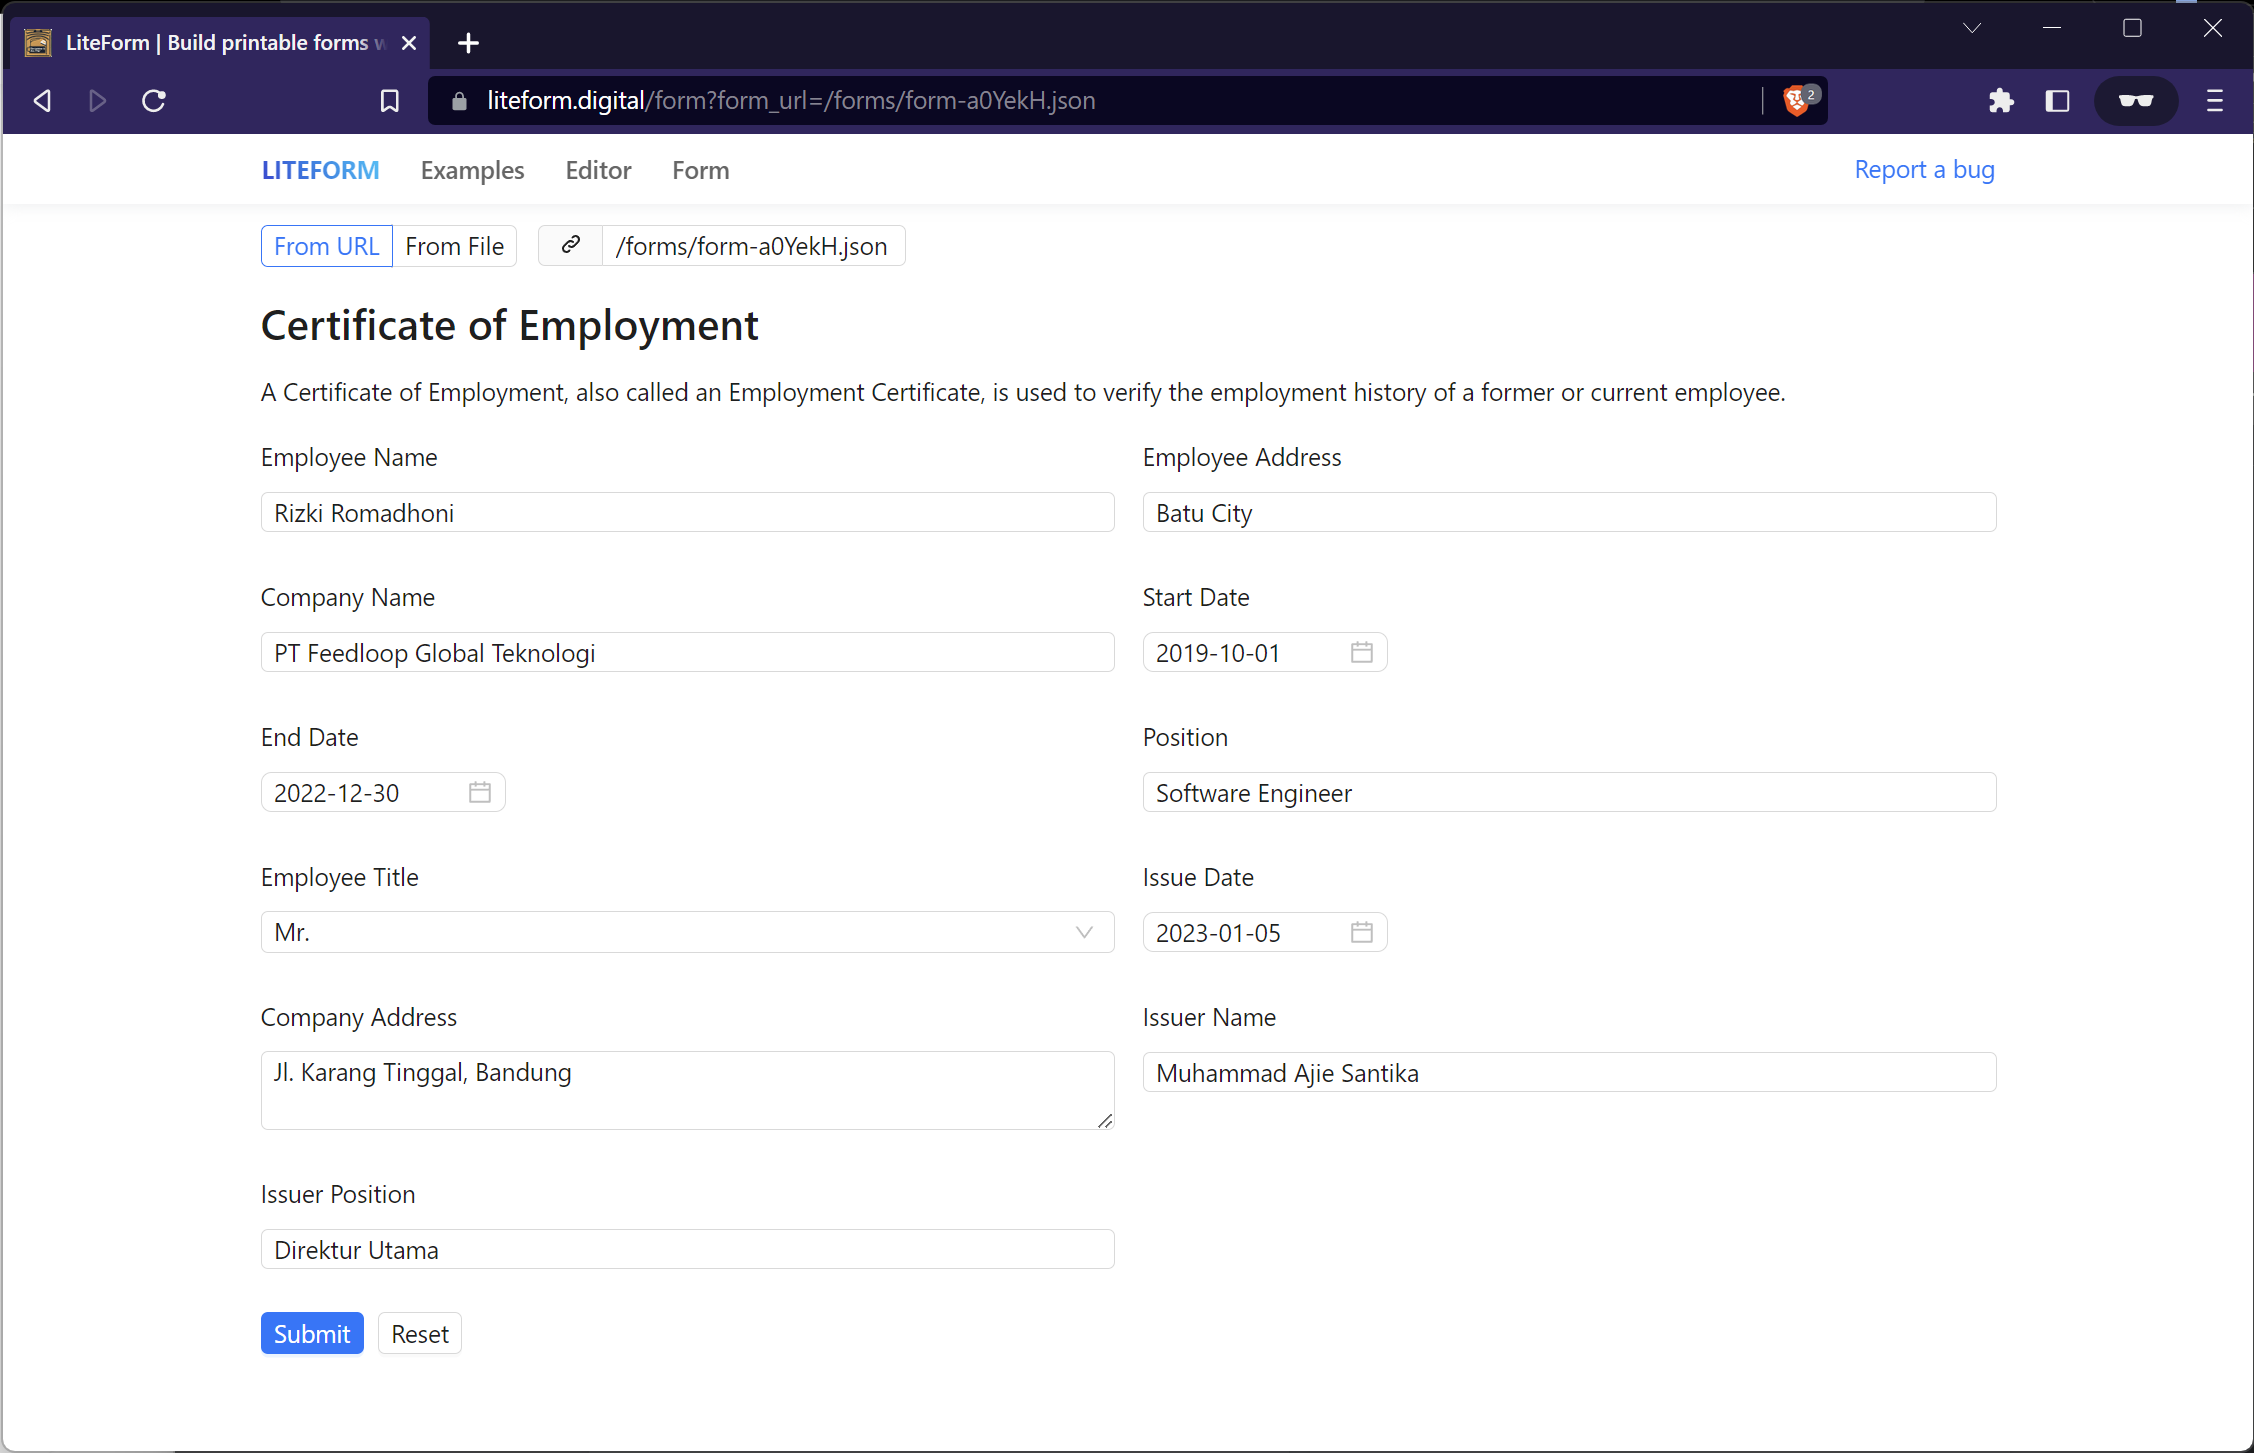 LiteForm | Build printable forms w
liteform.digital/form?form_url=/forms/form-a0YekH.json
2
LITEFORM
Examples
Editor
Form
Report a bug
From URL
From File
/forms/form-a0YekH.json
Certificate of Employment
A Certificate of Employment, also called an Employment Certificate, is used to verify the employment history of a former or current employee.
Employee Name
Rizki Romadhoni
Employee Address
Batu City
Company Name
PT Feedloop Global Teknologi
Start Date
2019-10-01
End Date
2022-12-30
Position
Software Engineer
Employee Title
Mr.
Issue Date
2023-01-05
Company Address
Jl. Karang Tinggal, Bandung
Issuer Name
Muhammad Ajie Santika
Issuer Position
Direktur Utama
Submit
Reset